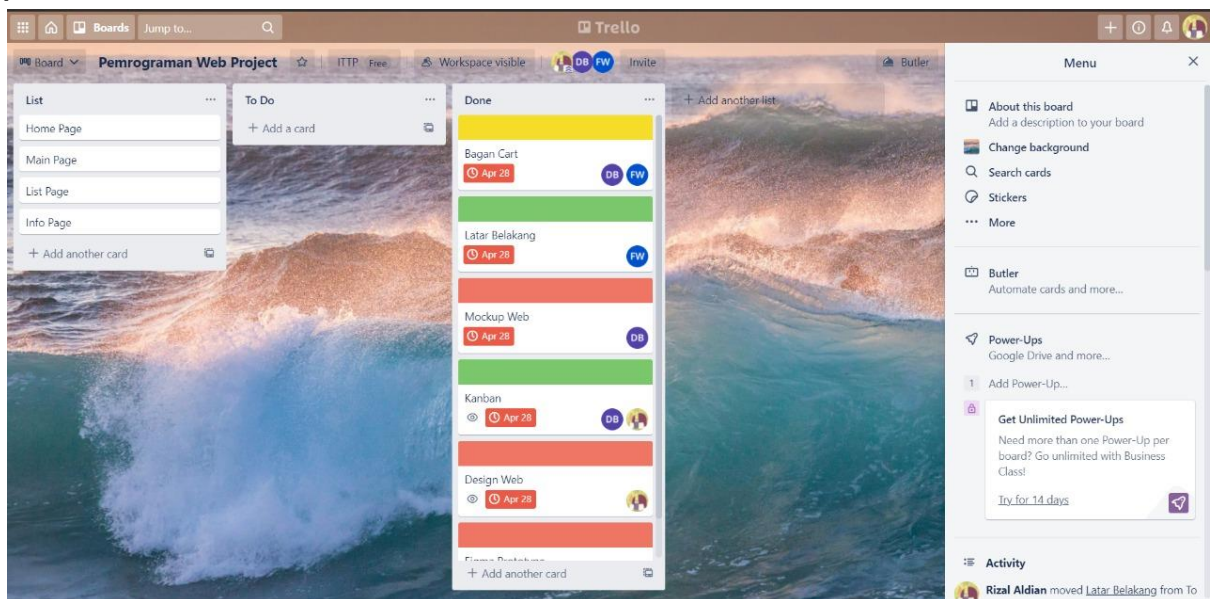 Boards
Jump to...
Trello
Board
Pemrograman Web Project
ITTP
Free
Workspace visible
DB
FW
Invite
Butler
List
Home Page
Main Page
List Page
Info Page
+ Add another card
To Do
+ Add a card
Done
Bagan Cart
Apr 28
DB
FW
Latar Belakang
Apr 28
FW
Mockup Web
Apr 28
DB
Kanban
Apr 28
DB
Design Web
Apr 28
Figma Prototype
+ Add another card
+ Add another list
Menu
About this board
Add a description to your board
Change background
Search cards
Stickers
More
Butler
Automate cards and more...
Power-Ups
Google Drive and more...
1
Add Power-Up...
Get Unlimited Power-Ups
Need more than one Power-Up per
board? Go unlimited with Business
Class!
Try for 14 days
Activity
Rizal Aldian moved Latar Belakang from To